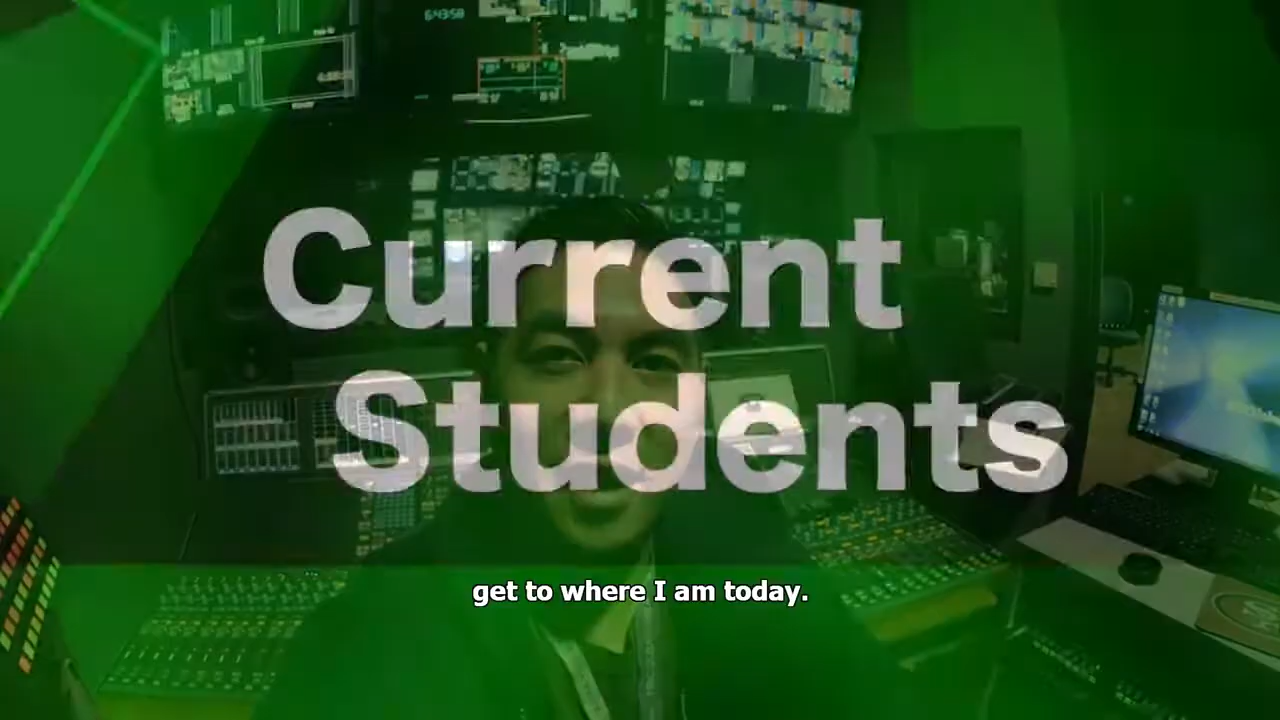 Current
Students
get to where I am today.